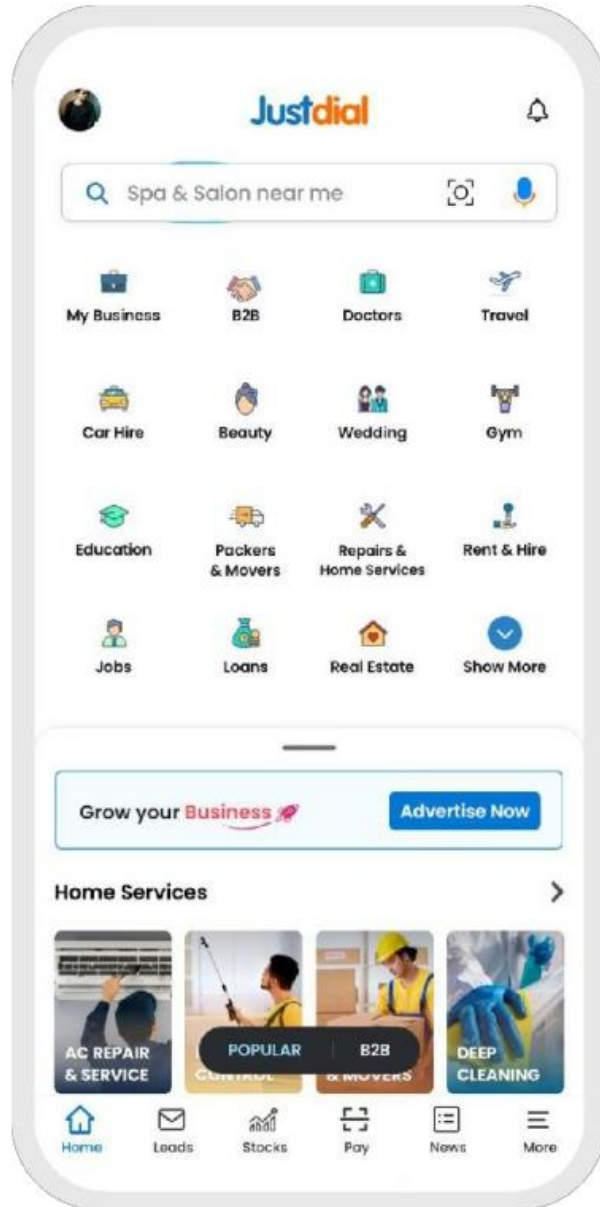 Justdial
Spa & Salon near me
My Business
B2B
Doctors
Travel
Car Hire
Beauty
Wedding
Gym
Education
Packers
& Movers
Repairs &
Home Services
Rent & Hire
Jobs
Loans
Real Estate
Show More
Grow your Business
Advertise Now
Home Services
AC REPAIR
& SERVICE
CONTROL
& MOVERS
DEEP
CLEANING
POPULAR
B2B
Home
Leads
Stocks
Pay
News
More